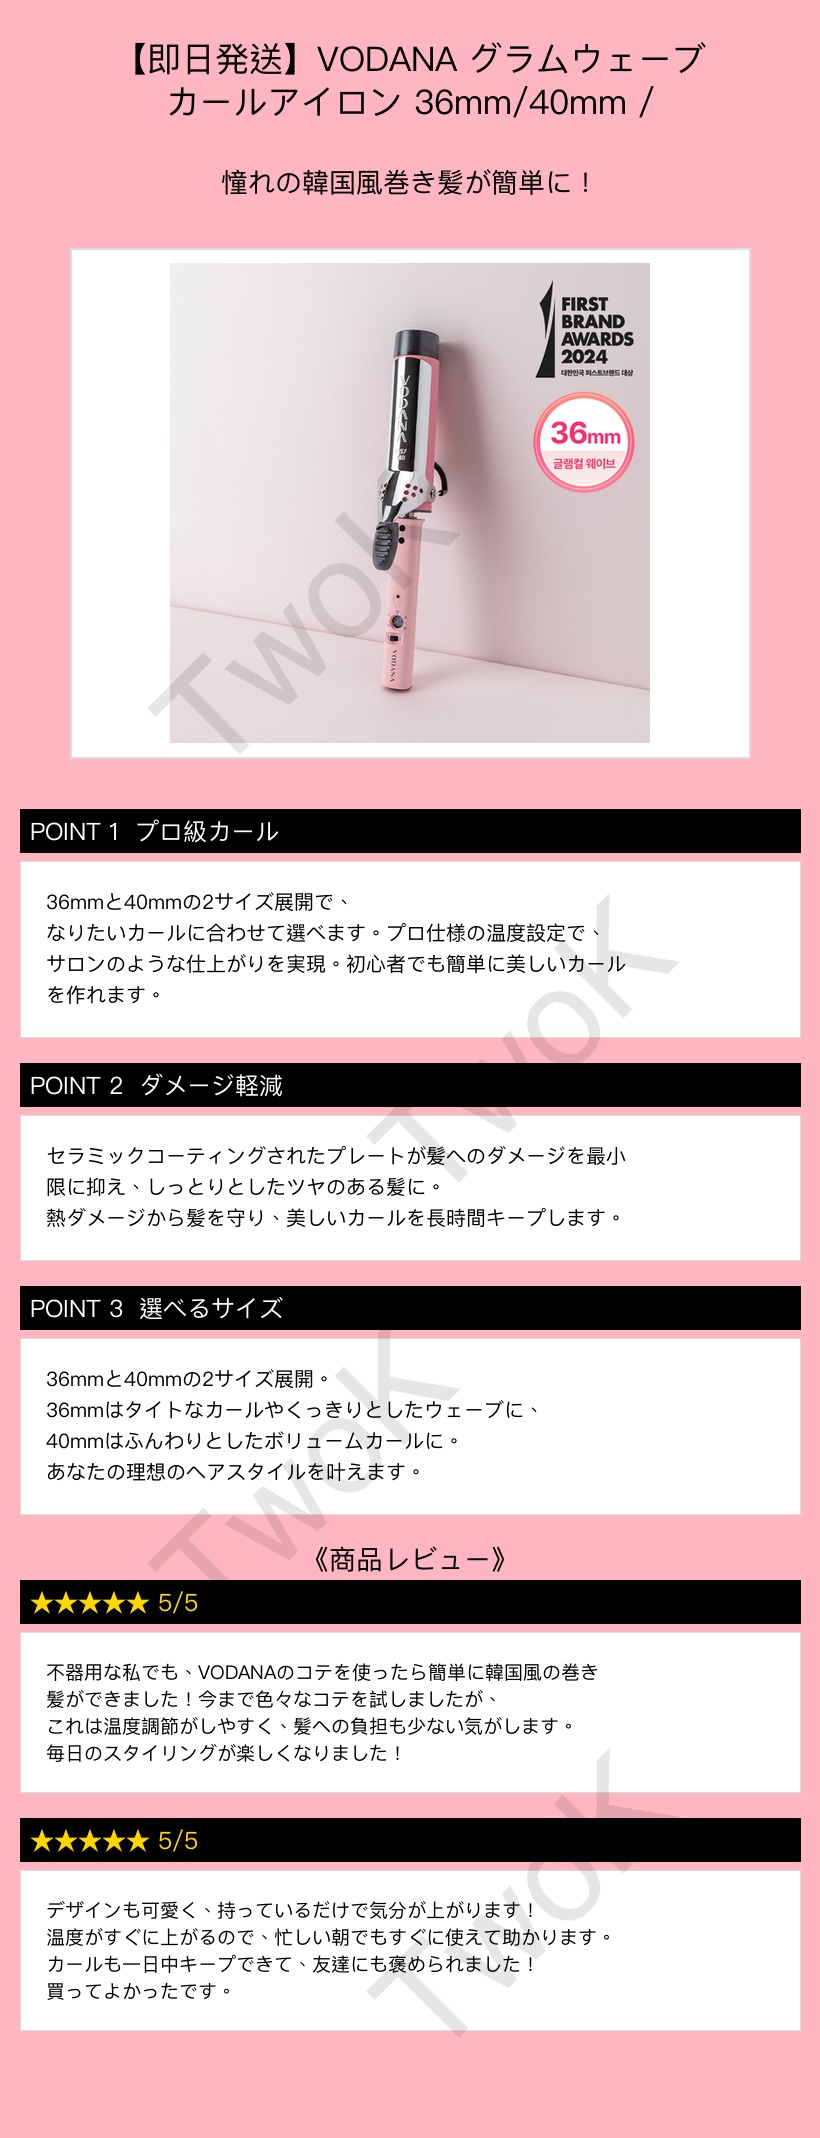 【即日発送】VODANA グラムウェーブ
カールアイロン 36mm/40mm /
憧れの韓国風巻き髪が簡単に！
FIRST
BRAND
AWARDS
2024
대한민국 퍼스트브랜드 대상
36mm
글램컬 웨이브
VODANA
VODANA
TwoK
POINT 1 プロ級カール
36mmと40mmの2サイズ展開で、
なりたいカールに合わせて選べます。プロ仕様の温度設定で、
サロンのような仕上がりを実現。初心者でも簡単に美しいカール
を作れます。
TwoK
POINT 2 ダメージ軽減
セラミックコーティングされたプレートが髪へのダメージを最小
限に抑え、しっとりとしたツヤのある髪に。
熱ダメージから髪を守り、美しいカールを長時間キープします。
POINT 3 選べるサイズ
36mmと40mmの2サイズ展開。
36mmはタイトなカールやくっきりとしたウェーブに、
40mmはふんわりとしたボリュームカールに。
あなたの理想のヘアスタイルを叶えます。
TwoK
《商品レビュー》
★★★★★ 5/5
不器用な私でも、VODANAのコテを使ったら簡単に韓国風の巻き
髪ができました！今まで色々なコテを試しましたが、
これは温度調節がしやすく、髪への負担も少ない気がします。
毎日のスタイリングが楽しくなりました！
★★★★★ 5/5
デザインも可愛く、持っているだけで気分が上がります！
温度がすぐに上がるので、忙しい朝でもすぐに使えて助かります。
カールも一日中キープできて、友達にも褒められました！
買ってよかったです。
TwoK